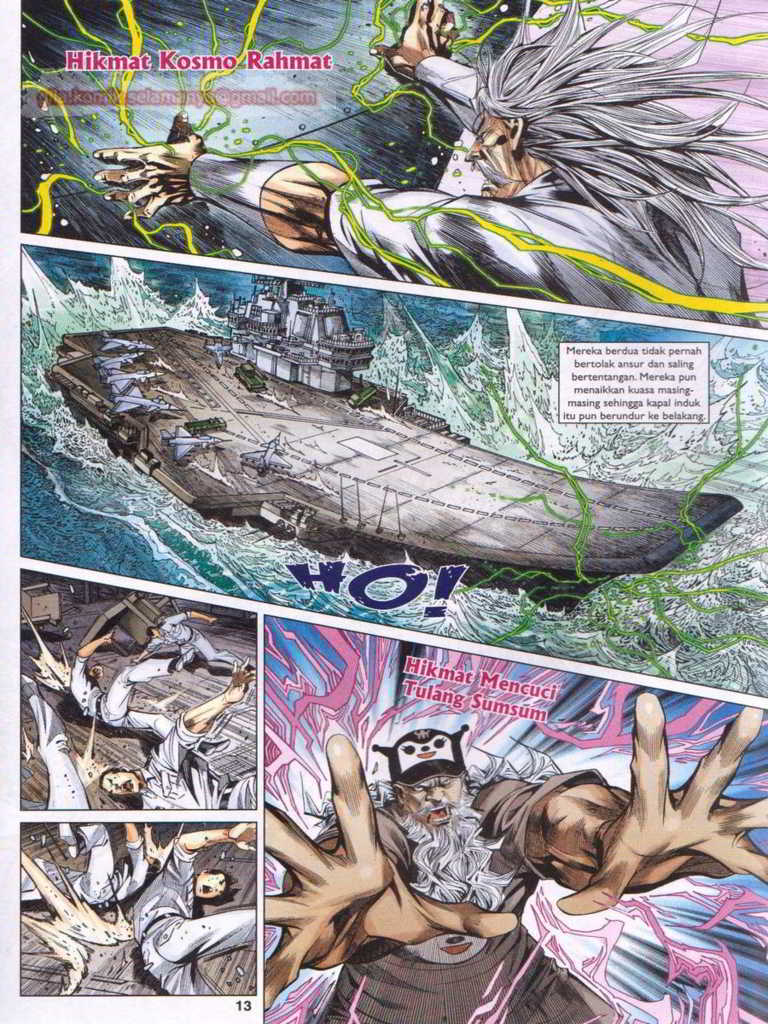 Hikmat Kosmo Rahmat
Mereka berdua tidak pernah
bertolak ansur dan saling
bertentangan. Mereka pun
menaikkan kuasa masing-
masing sehingga kapal induk
itu pun berundur ke belakang.
HO!
Hikmat Mencuci
Tulang Sumsum
13